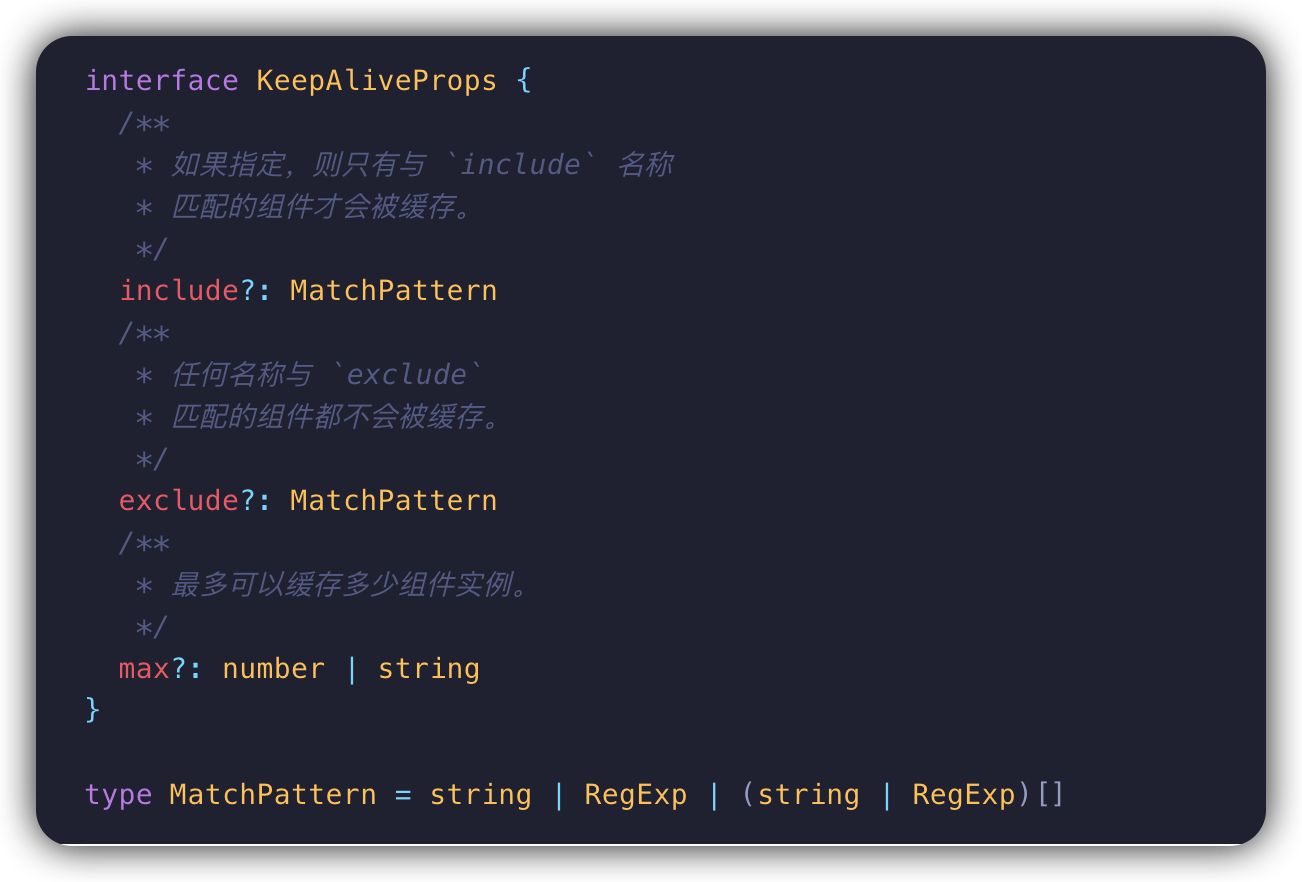 interface KeepAliveProps {
  /**
   * 如果指定，则只有与 `include` 名称
   * 匹配的组件才会被缓存。
   */
  include?: MatchPattern
  /**
   * 任何名称与 `exclude`
   * 匹配的组件都不会被缓存。
   */
  exclude?: MatchPattern
  /**
   * 最多可以缓存多少组件实例。
   */
  max?: number | string
}

type MatchPattern = string | RegExp | (string | RegExp)[]